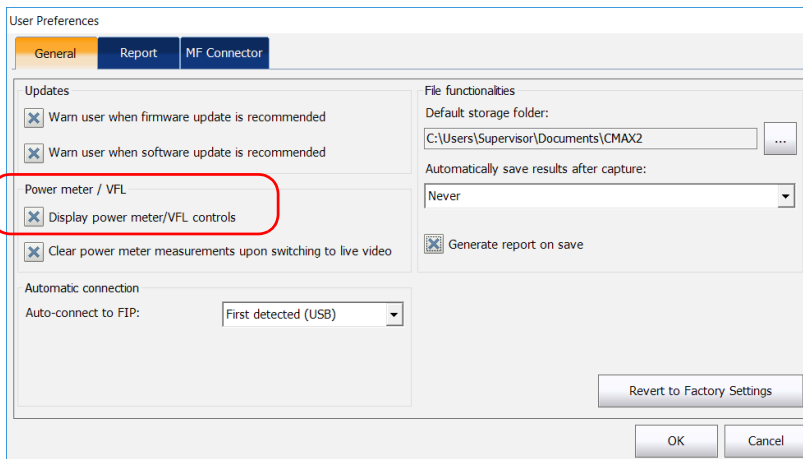 User Preferences
General
Report
MF Connector
Updates
Warn user when firmware update is recommended
Warn user when software update is recommended
Power meter / VFL
Display power meter/VFL controls
Clear power meter measurements upon switching to live video
Automatic connection
Auto-connect to FIP:
First detected (USB)
File functionalities
Default storage folder:
C:\Users\Supervisor\Documents\CMAX2
...
Automatically save results after capture:
Never
Generate report on save
Revert to Factory Settings
OK
Cancel